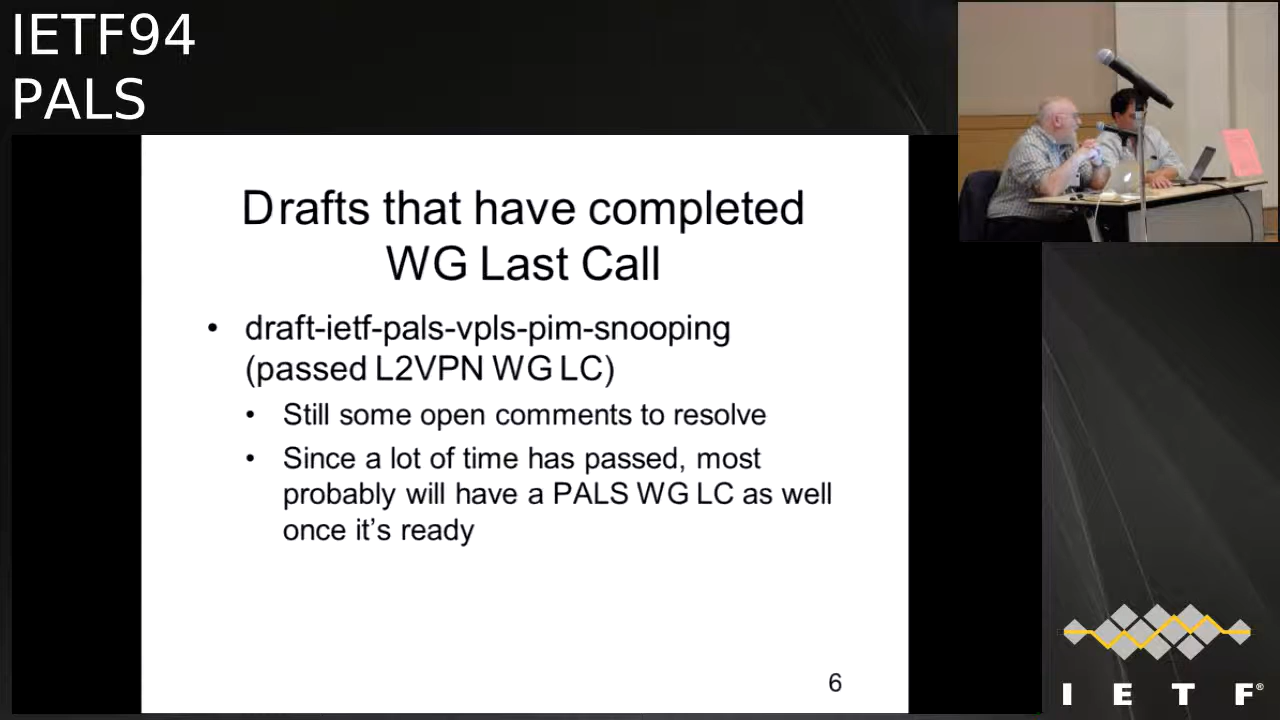 IETF94
PALS
Drafts that have completed
WG Last Call
• draft-ietf-pals-vpls-pim-snooping
(passed L2VPN WG LC)
• Still some open comments to resolve
• Since a lot of time has passed, most
probably will have a PALS WG LC as well
once it's ready
6
I E T F®